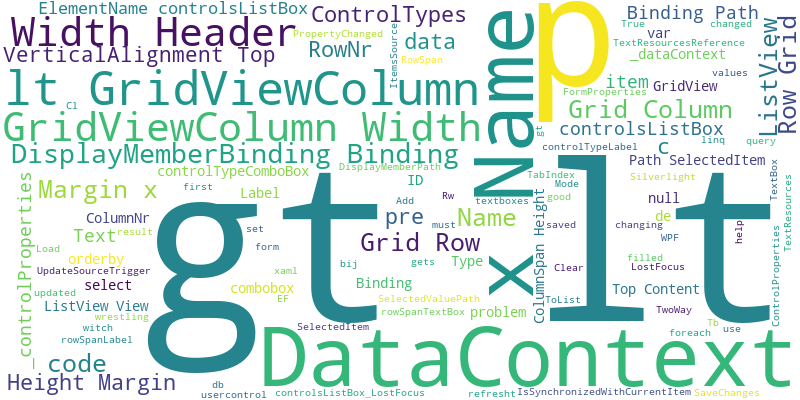 ElementName controlsListBox
ControlTypes
Binding Path
True
changed
Width Header
PropertyChanged
ItemsSource
p
var
TextResourcesReference
ListView
Row Grid
VerticalAlignment Top
RowNr
data
RowSpan
_dataContext
values
lt GridViewColumn
Cl
Name
item
GridView
FormProperties
Grid Column
GridViewColumn Width
gt
controlsListBox
linq
query
DisplayMemberBinding Binding
controlTypeLabel
c
Path SelectedItem
_controlProperties
controlTypeComboBox
DisplayMemberPath
TabIndex
Silverlight
TextBox
TextResources
Margin x
first
Label
ID
Rw
textboxes
Mode
good
null
ColumnNr
Add
pre
Name
x
ColumnSpan Height
lt
saved
changing
de
Text
result
set
must
WPF
help
Load
form
Grid Row
gt
orderby
xaml
bij
gets
Type
Clear
filled
LostFocus
UpdateSourceTrigger
select
combobox
Binding
problem
ToList
Top Content
ControlProperties
updated
EF
SelectedValuePath
ListView View
rowSpanTextBox
TwoWay
wrestling
witch
SelectedItem
Tb
use
rowSpanLabel
foreach
code
DataContext
Height Margin
db
usercontrol
controlsListBox_LostFocus
refresht
IsSynchronizedWithCurrentItem
SaveChanges